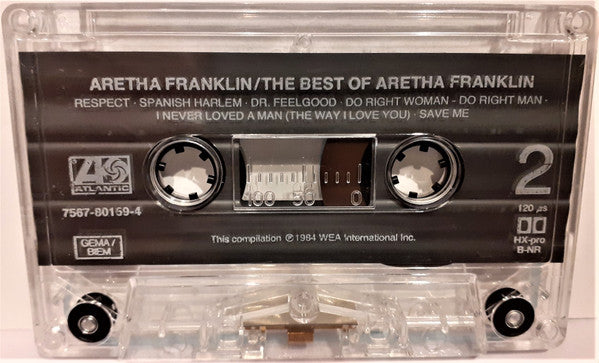 ARETHA FRANKLIN/THE BEST OF ARETHA FRANKLIN
RESPECT · SPANISH HARLEM · DR. FEELGOOD · DO RIGHT WOMAN - DO RIGHT MAN ·
I NEVER LOVED A MAN (THE WAY I LOVE YOU) · SAVE ME
ATLANTIC
7567-80169-4
GEMA/
BIEM
100 50 0
2
120 µs
HX-pro
B-NR
This compilation ℗ 1984 WEA International Inc.